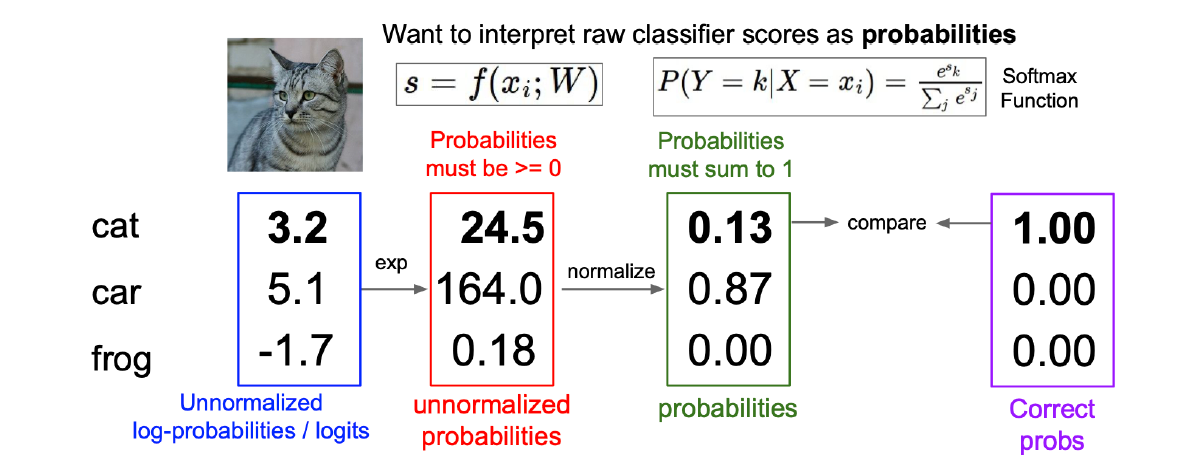 Want to interpret raw classifier scores as probabilities
s = f(x_i; W)
P(Y = k|X = x_i) = \frac{e^{s_k}}{\sum_j e^{s_j}}
Softmax
Function
Probabilities
must be >= 0
Probabilities
must sum to 1
cat 3.2 24.5 0.13 compare 1.00
exp normalize
car 5.1 164.0 0.87 0.00
frog -1.7 0.18 0.00 0.00
Unnormalized
log-probabilities / logits
unnormalized
probabilities
probabilities
Correct
probs